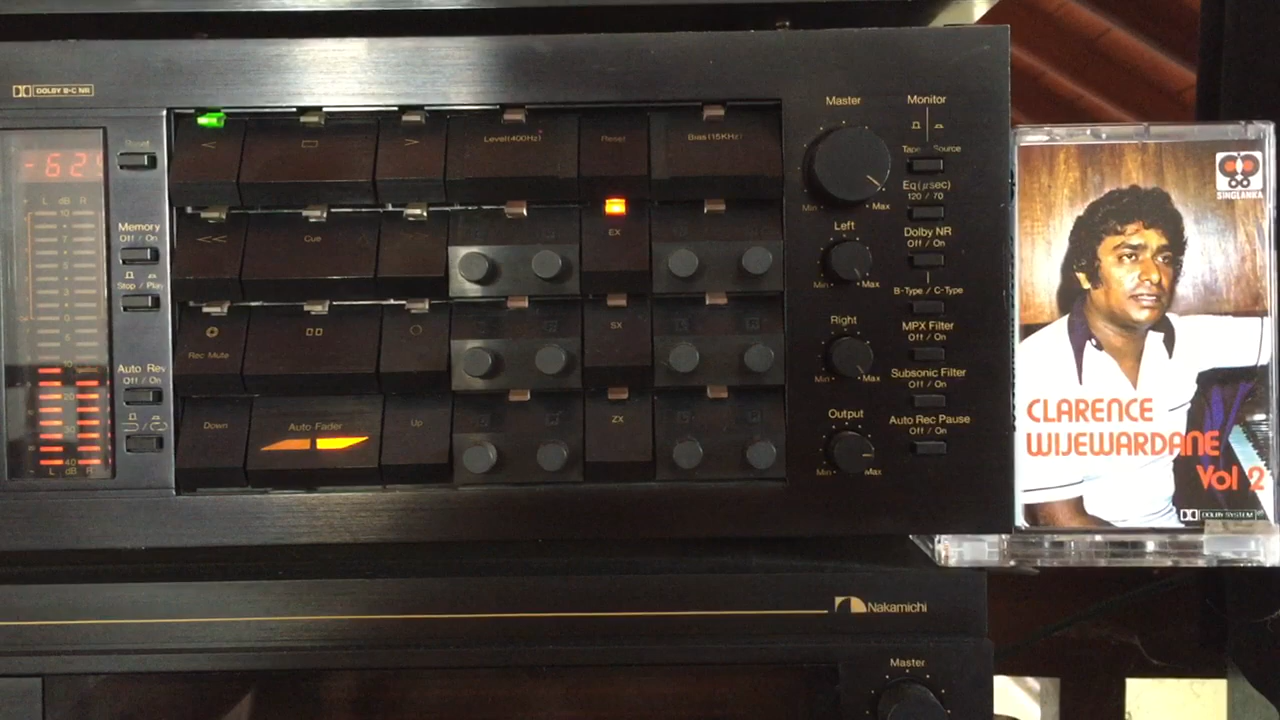 DOLBY B-C NR
-62
L dB R
10
7
5
3
0
10
20
30
40
L dB R
Reset
Memory
Off / On
Stop / Play
Auto Rev
Off / On
<
>
Level(400Hz)
Reset
Bias(15KHz)
<<
Cue
EX
Rec Mute
SX
Down
Auto Fader
Up
ZX
Master
Min
Max
Left
Min
Max
Right
Min
Max
Output
Min
Max
Monitor
Tape Source
Eq(μsec)
120 / 70
Dolby NR
Off / On
B-Type / C-Type
MPX Filter
Off / On
Subsonic Filter
Off / On
Auto Rec Pause
Off / On
SINGLANKA
CLARENCE
WIJEWARDANE
Vol 2
DOLBY SYSTEM
Nakamichi
Master